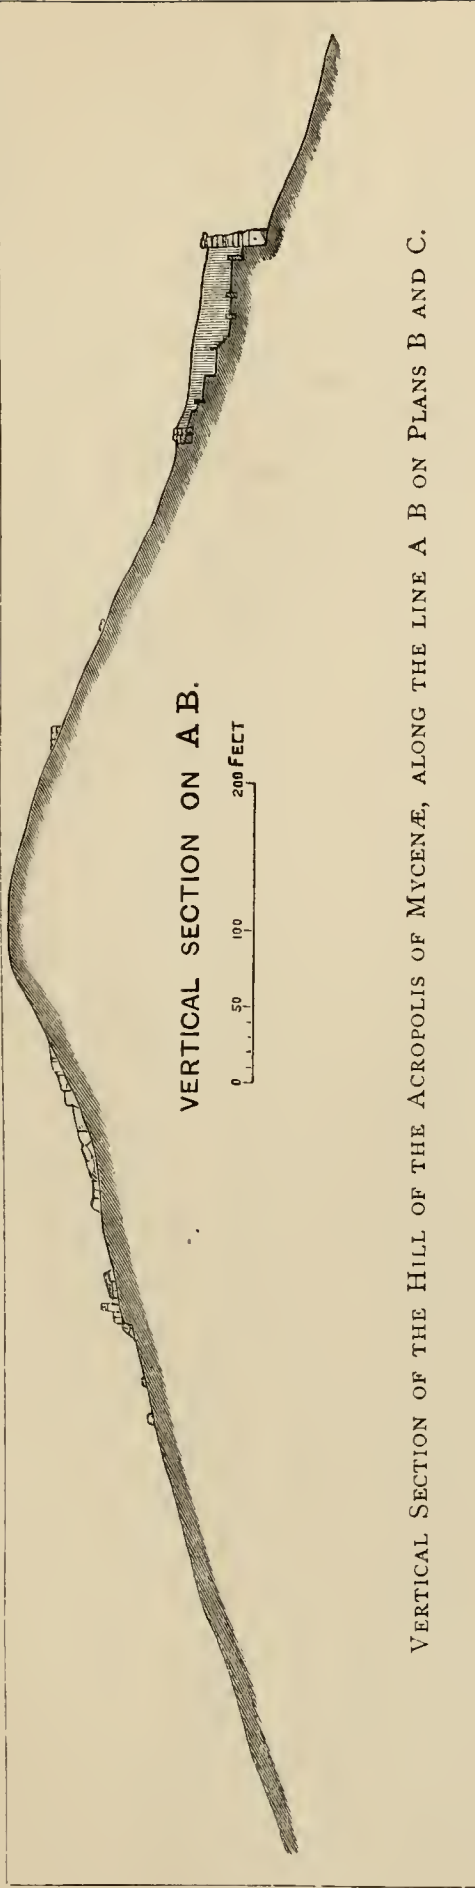 VERTICAL SECTION ON A B.
0 50 100 200 FEET
VERTICAL SECTION OF THE HILL OF THE ACROPOLIS OF MYCENÆ, ALONG THE LINE A B ON PLANS B AND C.